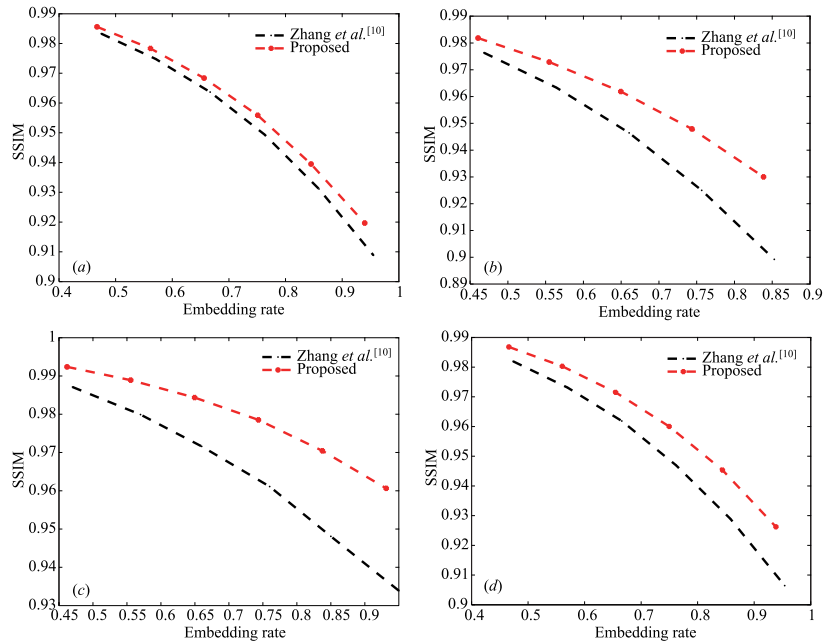 0.99
0.98
0.97
0.96
0.95
0.94
0.93
0.92
0.91
0.9
SSIM
Zhang et al.[10]
Proposed
(a)
0.4 0.5 0.6 0.7 0.8 0.9 1
Embedding rate
0.99
0.98
0.97
0.96
0.95
0.94
0.93
0.92
0.91
0.9
0.89
SSIM
Zhang et al.[10]
Proposed
(b)
0.45 0.5 0.55 0.6 0.65 0.7 0.75 0.8 0.85 0.9
Embedding rate
1
0.99
0.98
0.97
0.96
0.95
0.94
0.93
SSIM
Zhang et al.[10]
Proposed
(c)
0.45 0.5 0.55 0.6 0.65 0.7 0.75 0.8 0.85 0.9
Embedding rate
0.99
0.98
0.97
0.96
0.95
0.94
0.93
0.92
0.91
0.9
SSIM
Zhang et al.[10]
Proposed
(d)
0.4 0.5 0.6 0.7 0.8 0.9 1
Embedding rate